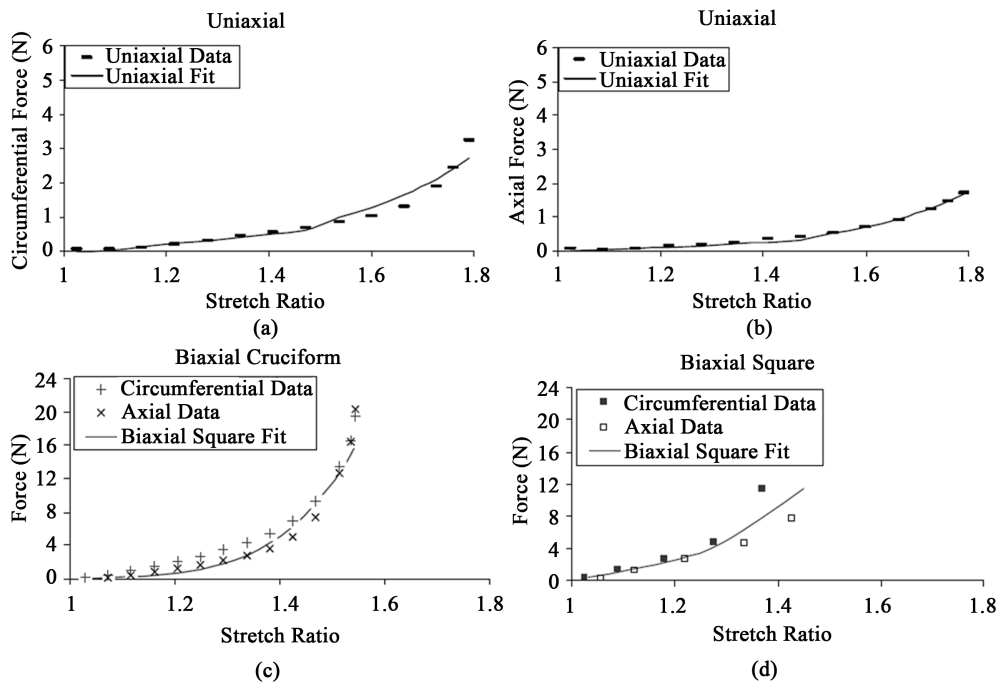 Uniaxial
Circumferential Force (N)
6
5
4
3
2
1
0
Uniaxial Data
Uniaxial Fit
1 1.2 1.4 1.6 1.8
Stretch Ratio
(a)
Uniaxial
Axial Force (N)
6
5
4
3
2
1
0
Uniaxial Data
Uniaxial Fit
1 1.2 1.4 1.6 1.8
Stretch Ratio
(b)
Biaxial Cruciform
Force (N)
24
20
16
12
8
4
0
Circumferential Data
Axial Data
Biaxial Square Fit
1 1.2 1.4 1.6 1.8
Stretch Ratio
(c)
Biaxial Square
Force (N)
24
20
16
12
8
4
0
Circumferential Data
Axial Data
Biaxial Square Fit
1 1.2 1.4 1.6 1.8
Stretch Ratio
(d)